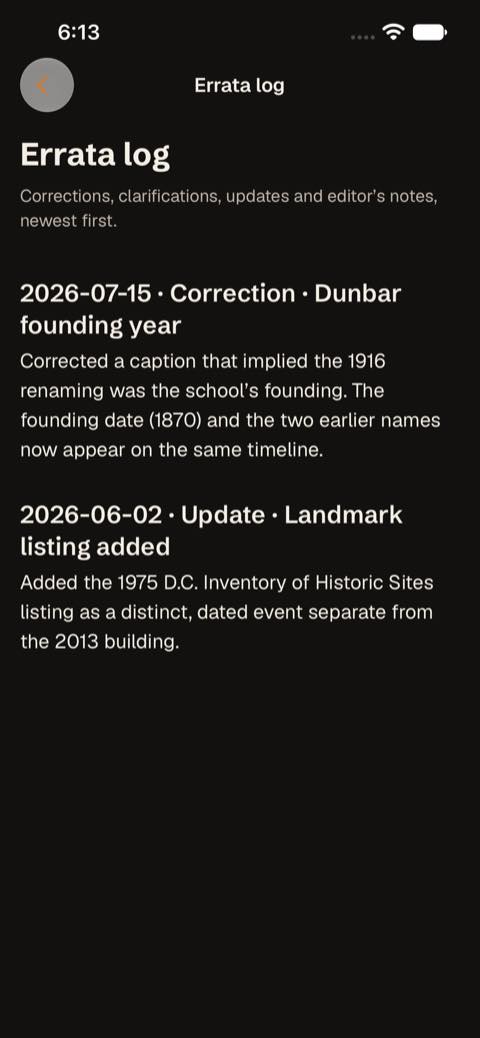 6:13
Errata log
Errata log
Corrections, clarifications, updates and editor’s notes,
newest first.
2026-07-15 · Correction · Dunbar
founding year
Corrected a caption that implied the 1916
renaming was the school’s founding. The
founding date (1870) and the two earlier names
now appear on the same timeline.
2026-06-02 · Update · Landmark
listing added
Added the 1975 D.C. Inventory of Historic Sites
listing as a distinct, dated event separate from
the 2013 building.